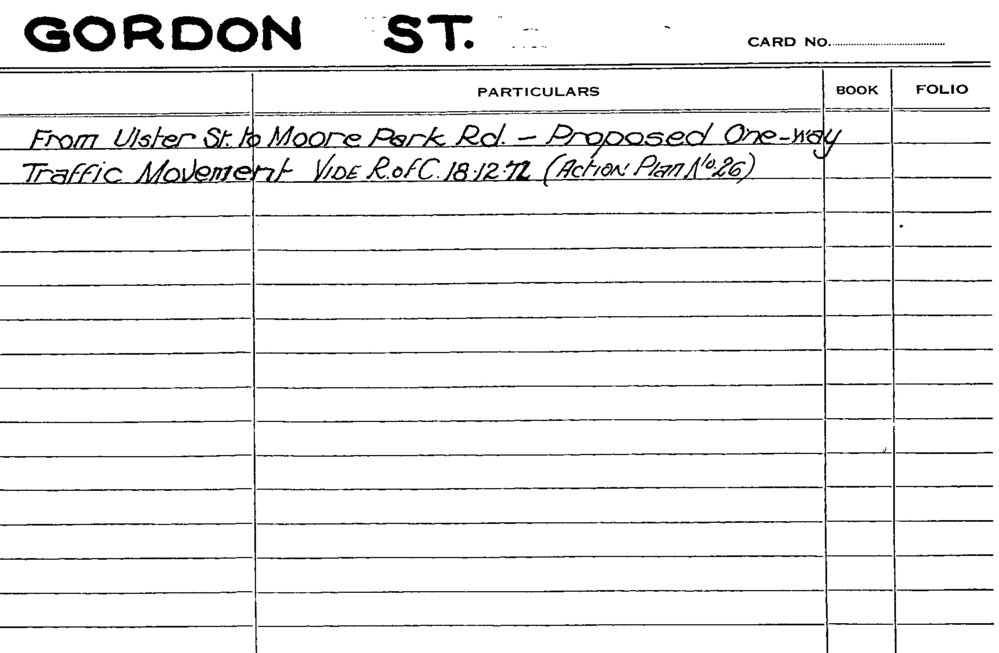 GORDON ST.
CARD No.
PARTICULARS BOOK FOLIO
From Ulster St. to Moore Park Rd. – Proposed One-way
Traffic Movement VIDE R.of C. 18.12.72 (Action Plan No.26)